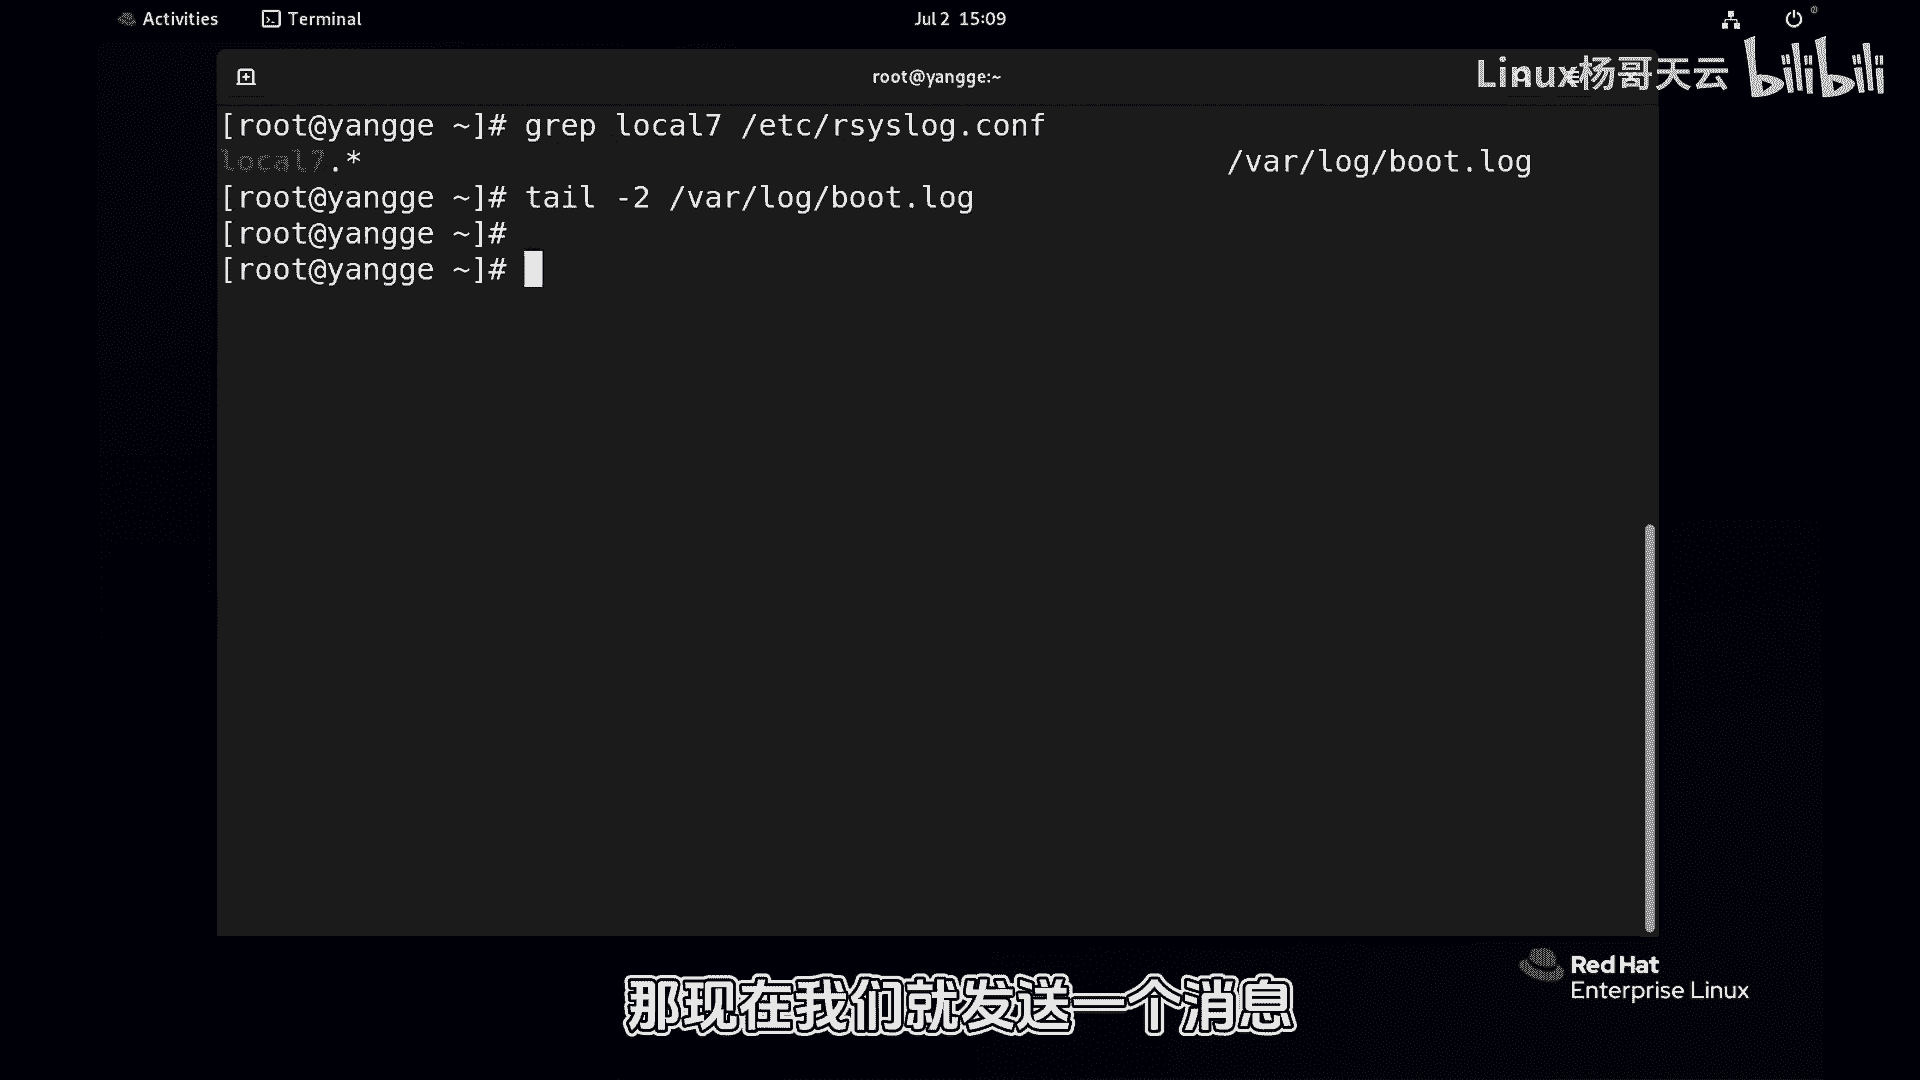 Activities Terminal Jul 2 15:09
root@yangge:~
Linux杨哥天云 bilibili
[root@yangge ~]# grep local7 /etc/rsyslog.conf
local7.* /var/log/boot.log
[root@yangge ~]# tail -2 /var/log/boot.log
[root@yangge ~]#
[root@yangge ~]#
Red Hat
Enterprise Linux
那现在我们就发送一个消息